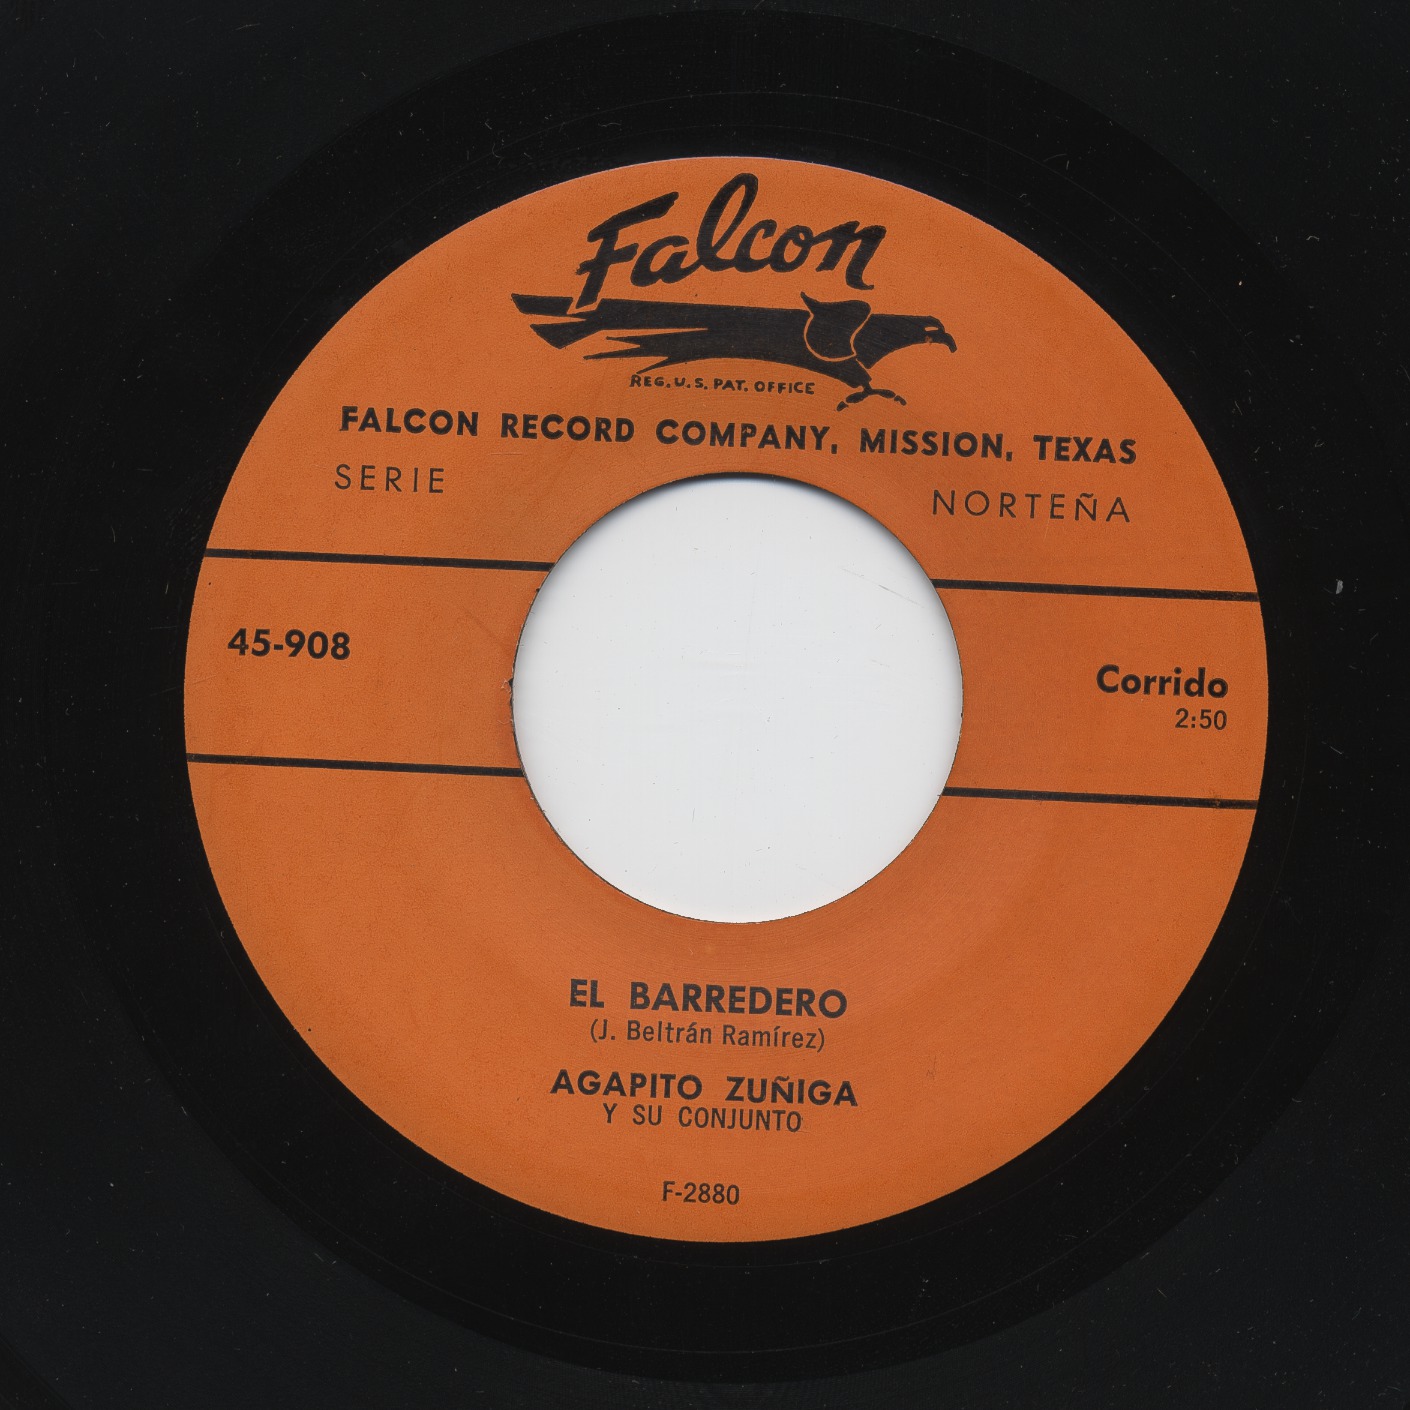 Falcon
REG. U.S. PAT. OFFICE
FALCON RECORD COMPANY, MISSION, TEXAS
SERIE NORTEÑA
45-908
Corrido
2:50
EL BARREDERO
(J. Beltrán Ramírez)
AGAPITO ZUÑIGA
Y SU CONJUNTO
F-2880